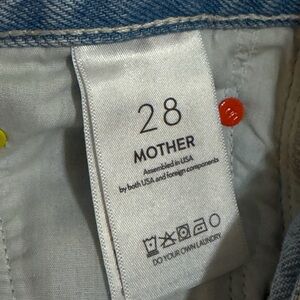 28
MOTHER
Assembled in USA
by both USA and foreign components
DO YOUR OWN LAUNDRY